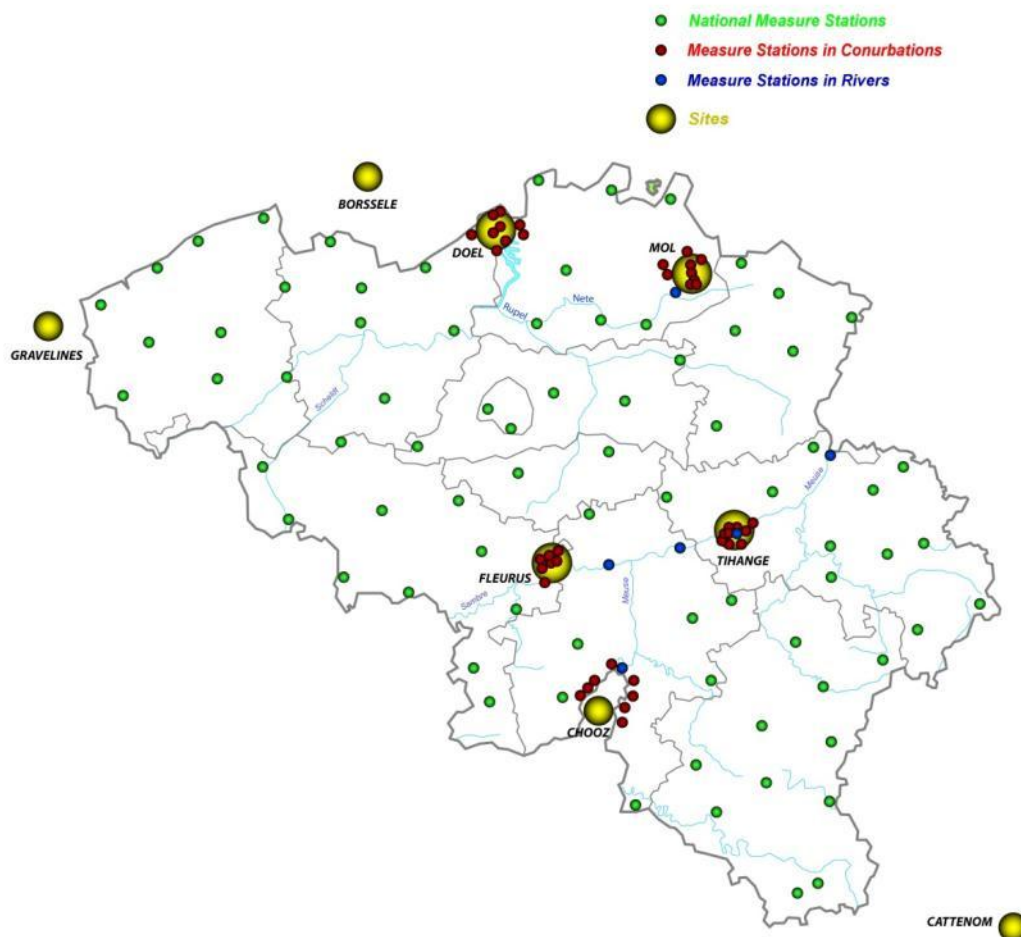 National Measure Stations
Measure Stations in Conurbations
Measure Stations in Rivers
Sites
BORSSELE
DOEL
MOL
Nete
Rupel
GRAVELINES
Scheldt
Meuse
TIHANGE
FLEURUS
Sambre
Meuse
CHOOZ
CATTENOM